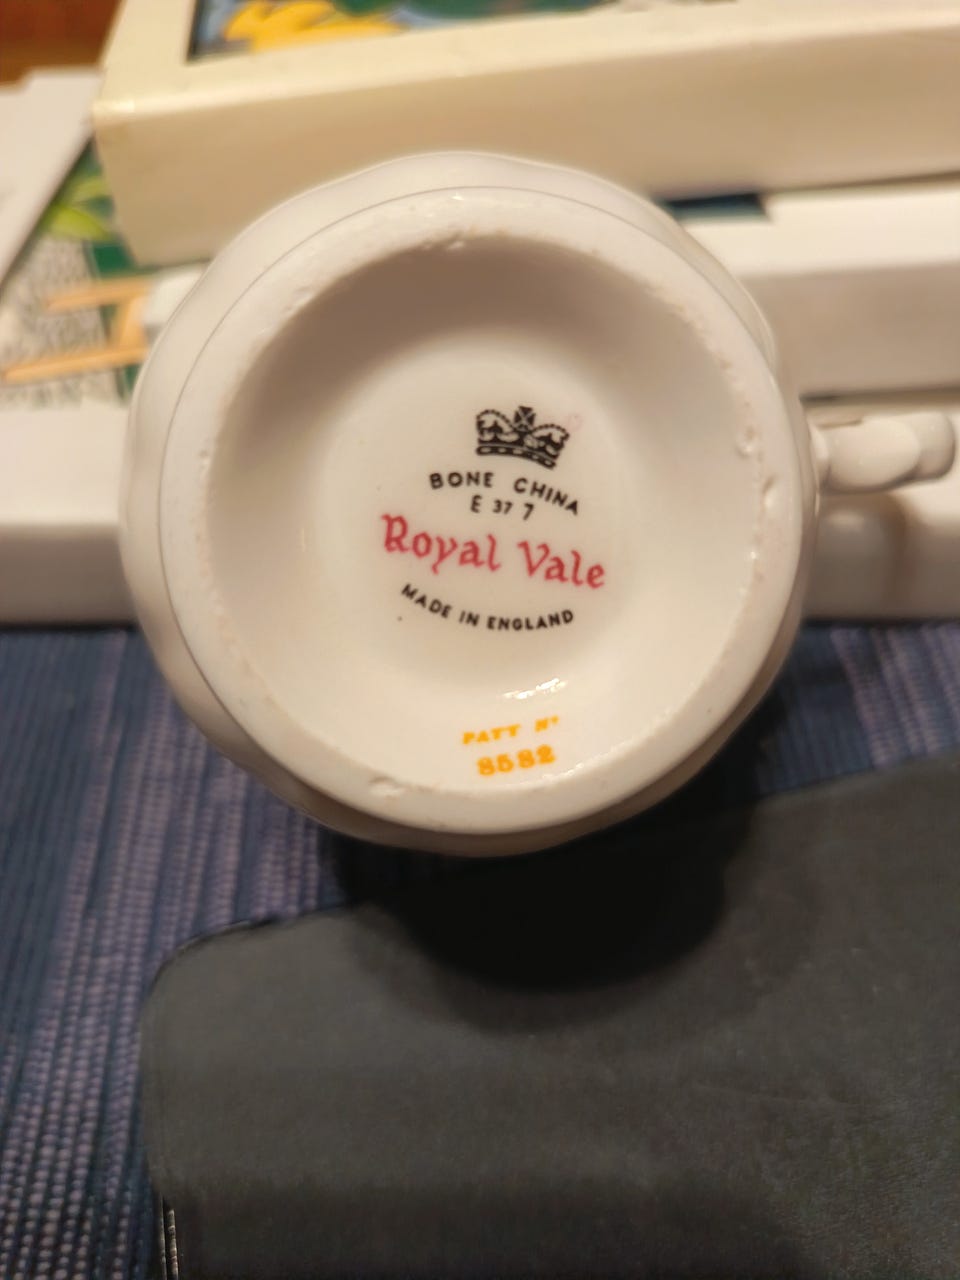 BONE CHINA
E 37 7
Royal Vale
MADE IN ENGLAND
PATT Nº
8582